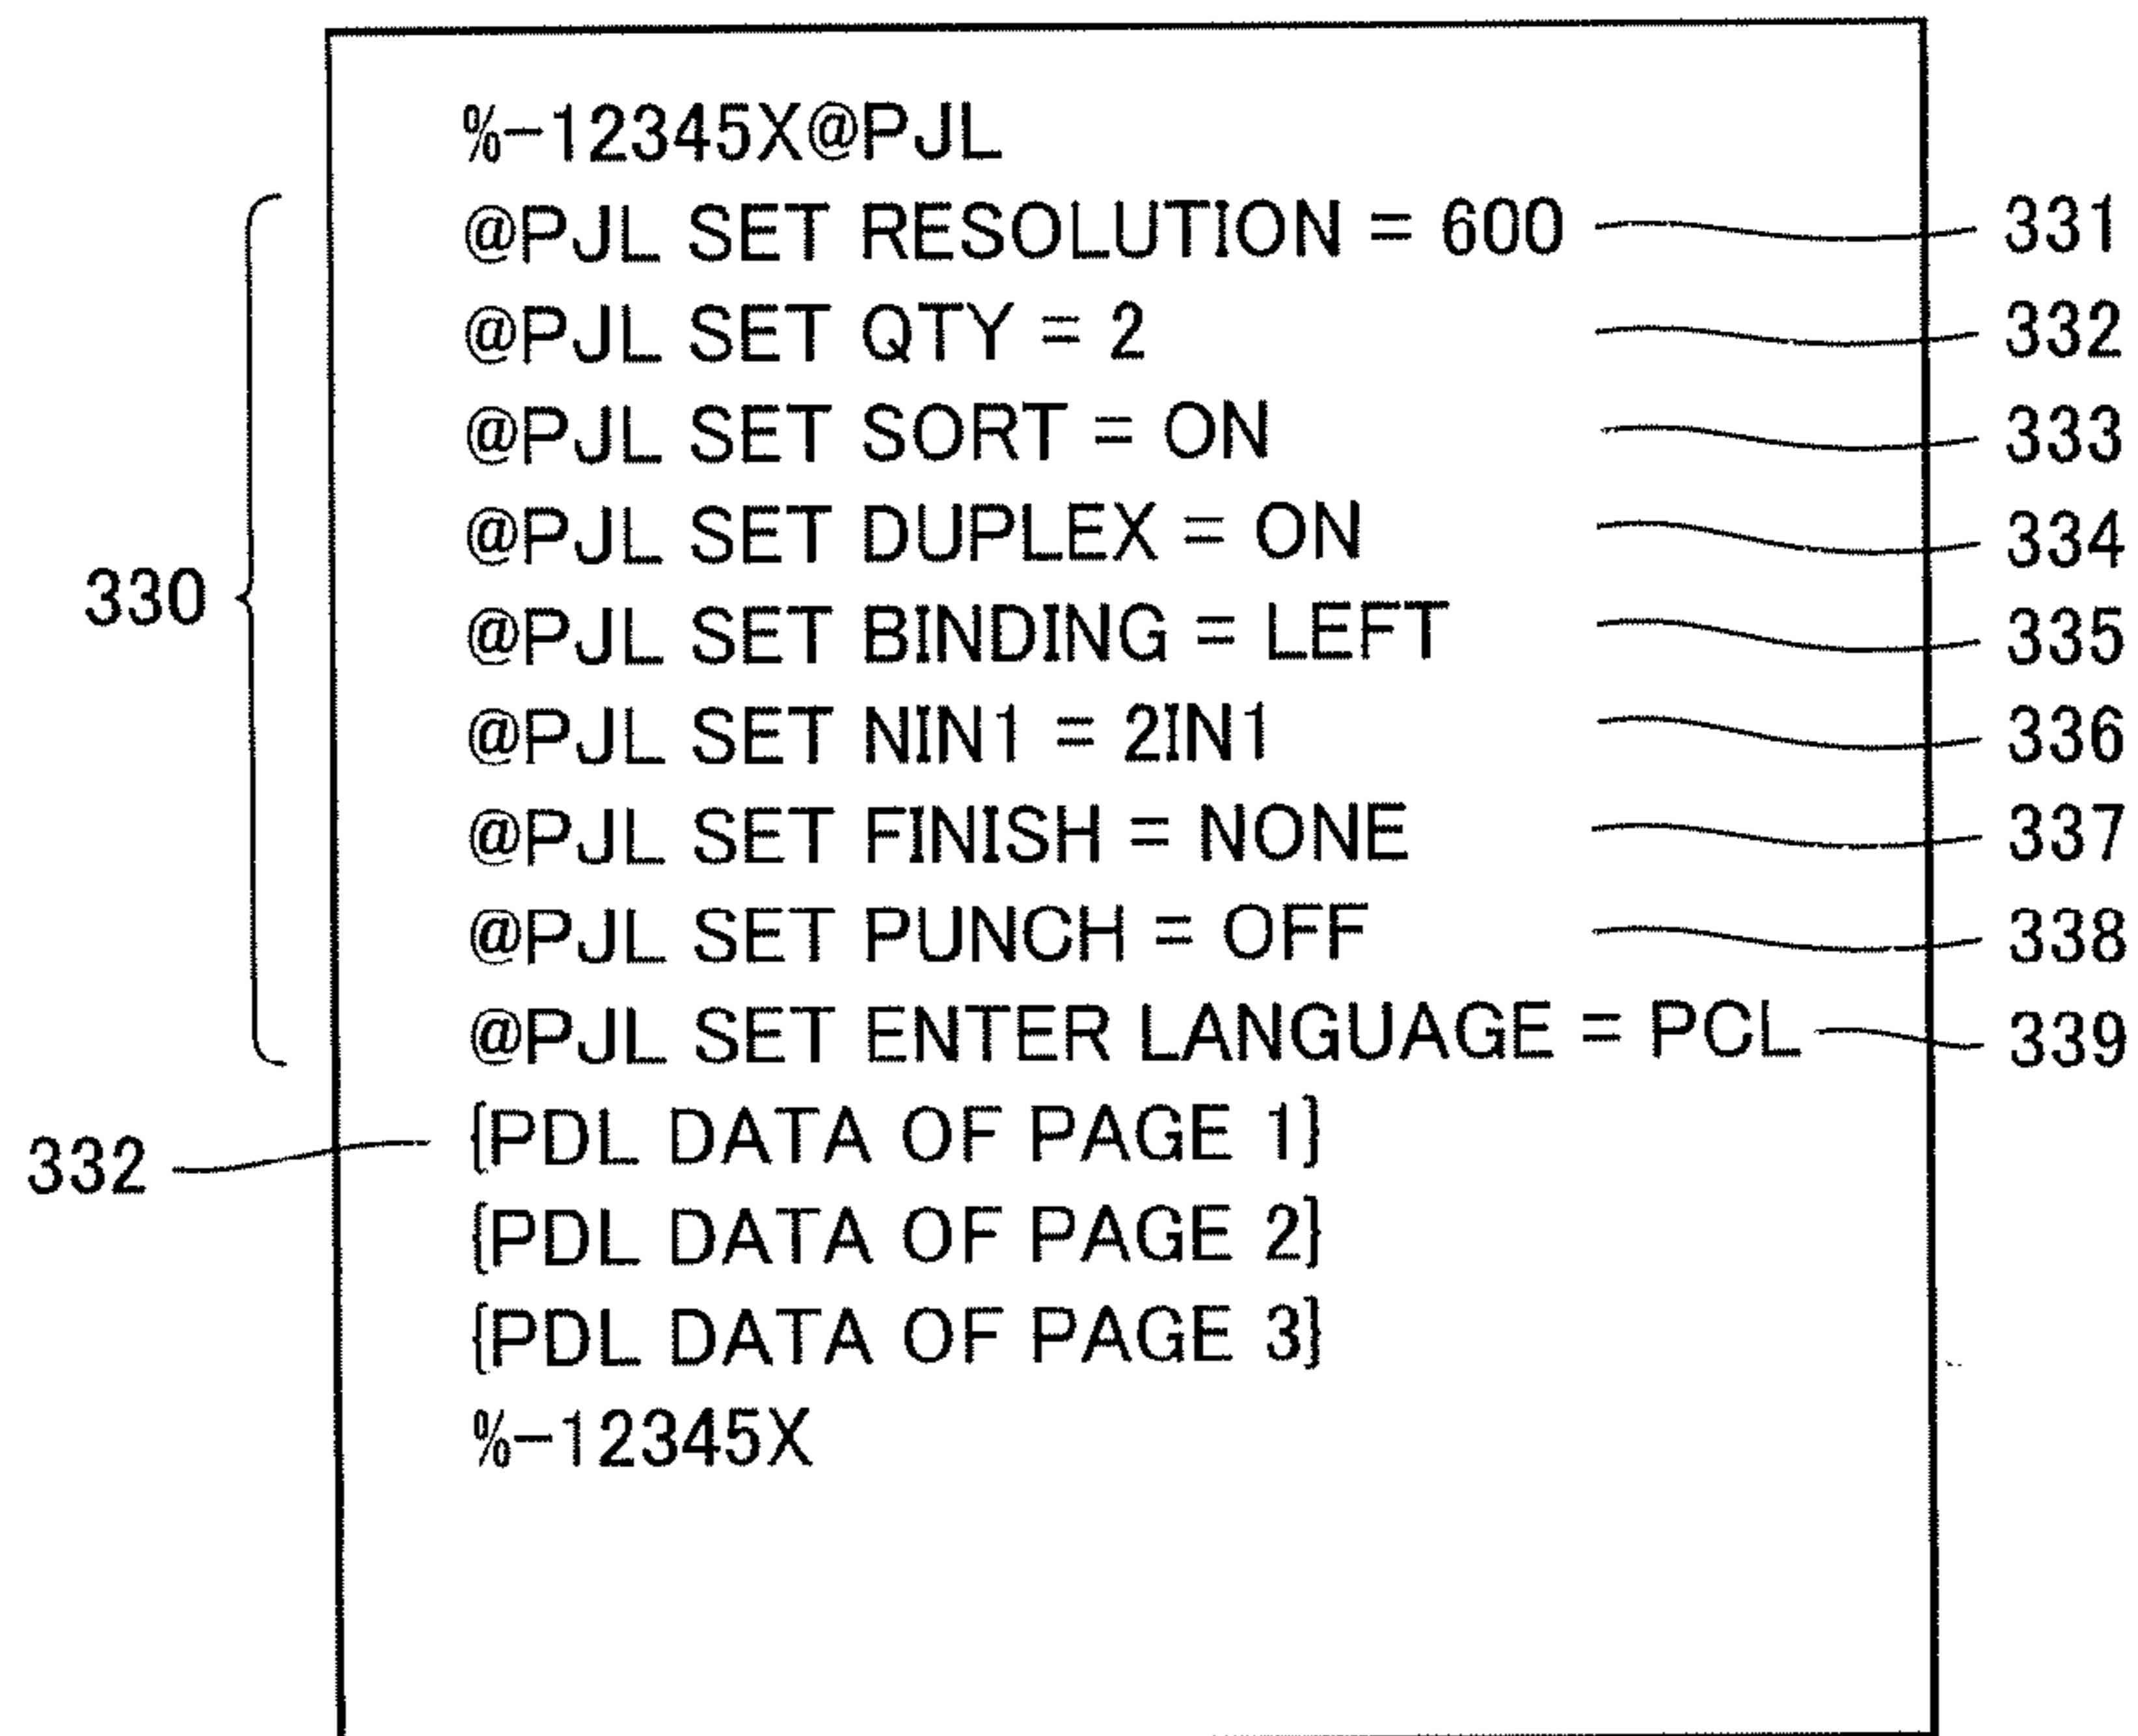 %-12345X@PJL
@PJL SET RESOLUTION = 600 331
@PJL SET QTY = 2 332
@PJL SET SORT = ON 333
@PJL SET DUPLEX = ON 334
330 @PJL SET BINDING = LEFT 335
@PJL SET NIN1 = 2IN1 336
@PJL SET FINISH = NONE 337
@PJL SET PUNCH = OFF 338
@PJL SET ENTER LANGUAGE = PCL 339
332 {PDL DATA OF PAGE 1}
{PDL DATA OF PAGE 2}
{PDL DATA OF PAGE 3}
%-12345X